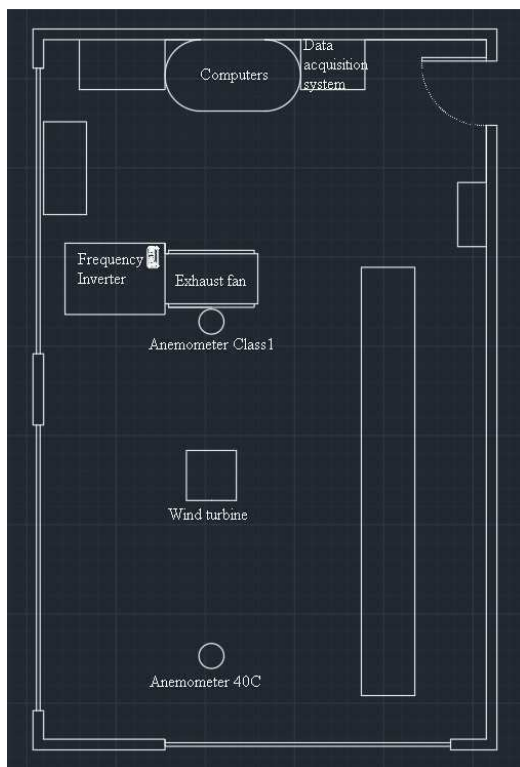 Data
acquisition
system
Computers
Frequency
Inverter
Exhaust fan
Anemometer Class1
Wind turbine
Anemometer 40C